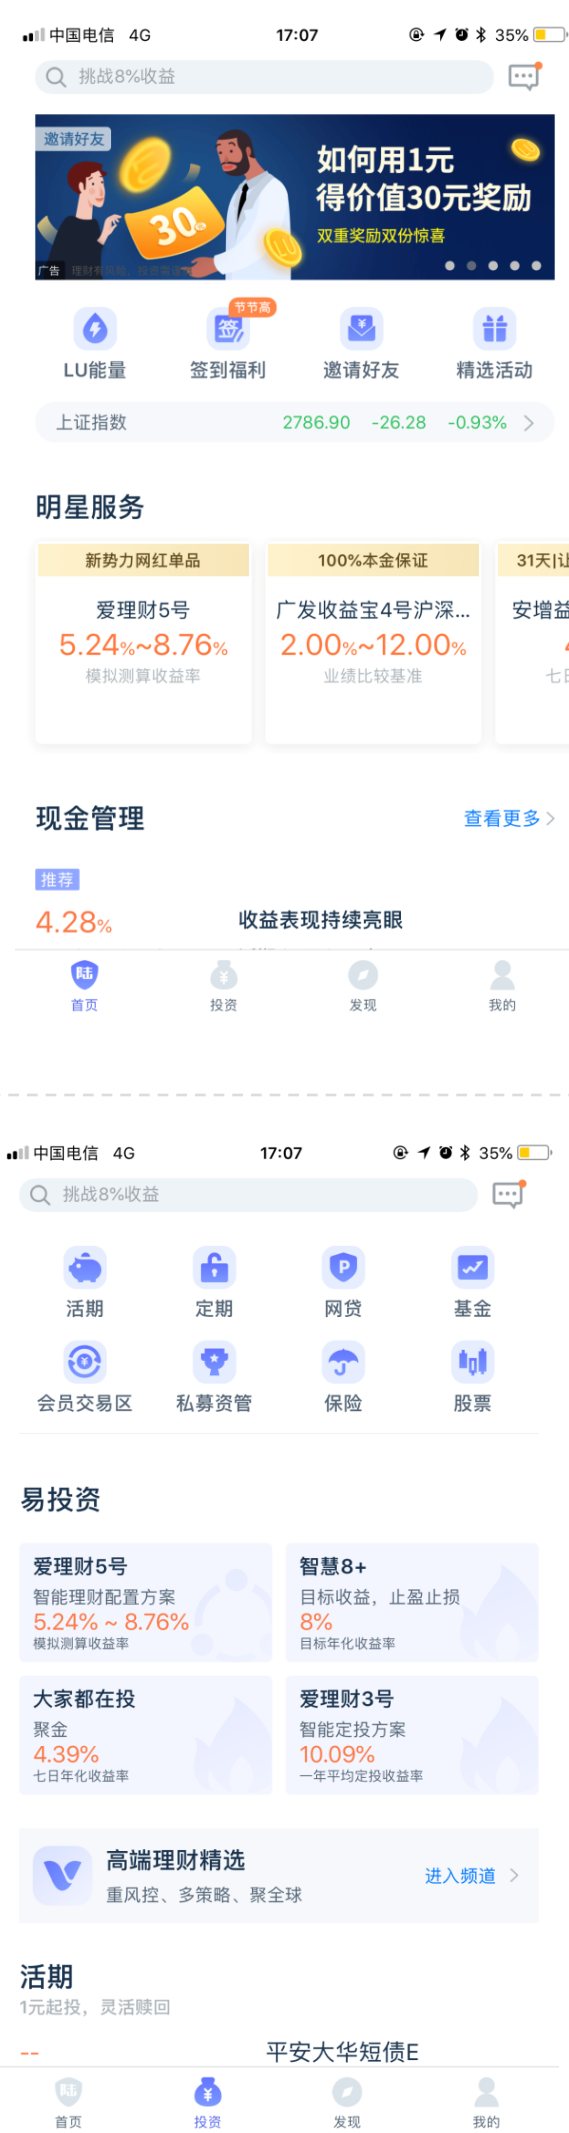 中国电信 4G 17:07 35%
挑战8%收益
邀请好友
如何用1元
得价值30元奖励
双重奖励双份惊喜
30
广告
节节高
签
LU能量 签到福利 邀请好友 精选活动
上证指数 2786.90 -26.28 -0.93%
明星服务
新势力网红单品 100%本金保证 31天|让
爱理财5号 广发收益宝4号沪深... 安增益
5.24%~8.76% 2.00%~12.00%
模拟测算收益率 业绩比较基准 七日
现金管理 查看更多
推荐
4.28% 收益表现持续亮眼
陆
首页 投资 发现 我的
中国电信 4G 17:07 35%
挑战8%收益
活期 定期 网贷 基金
会员交易区 私募资管 保险 股票
易投资
爱理财5号
智能理财配置方案
5.24% ~ 8.76%
模拟测算收益率
智慧8+
目标收益，止盈止损
8%
目标年化收益率
大家都在投
聚金
4.39%
七日年化收益率
爱理财3号
智能定投方案
10.09%
一年平均定投收益率
高端理财精选
重风控、多策略、聚全球
进入频道
活期
1元起投，灵活赎回
-- 平安大华短债E
陆
首页 投资 发现 我的